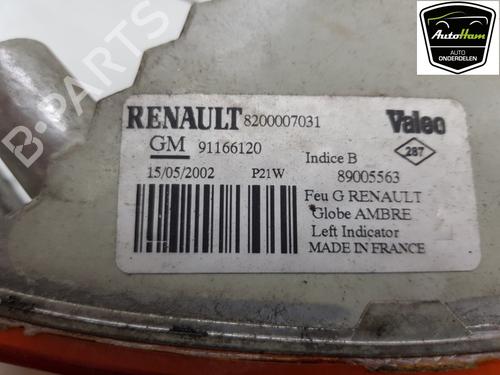 AutoHam
AUTO
ONDERDELEN
B-PARTS
RENAULT 8200007031 Valeo
GM 91166120 Indice B 287
15/05/2002 P21W 89005563
Feu G RENAULT
*Globe AMBRE
Left Indicator
MADE IN FRANCE